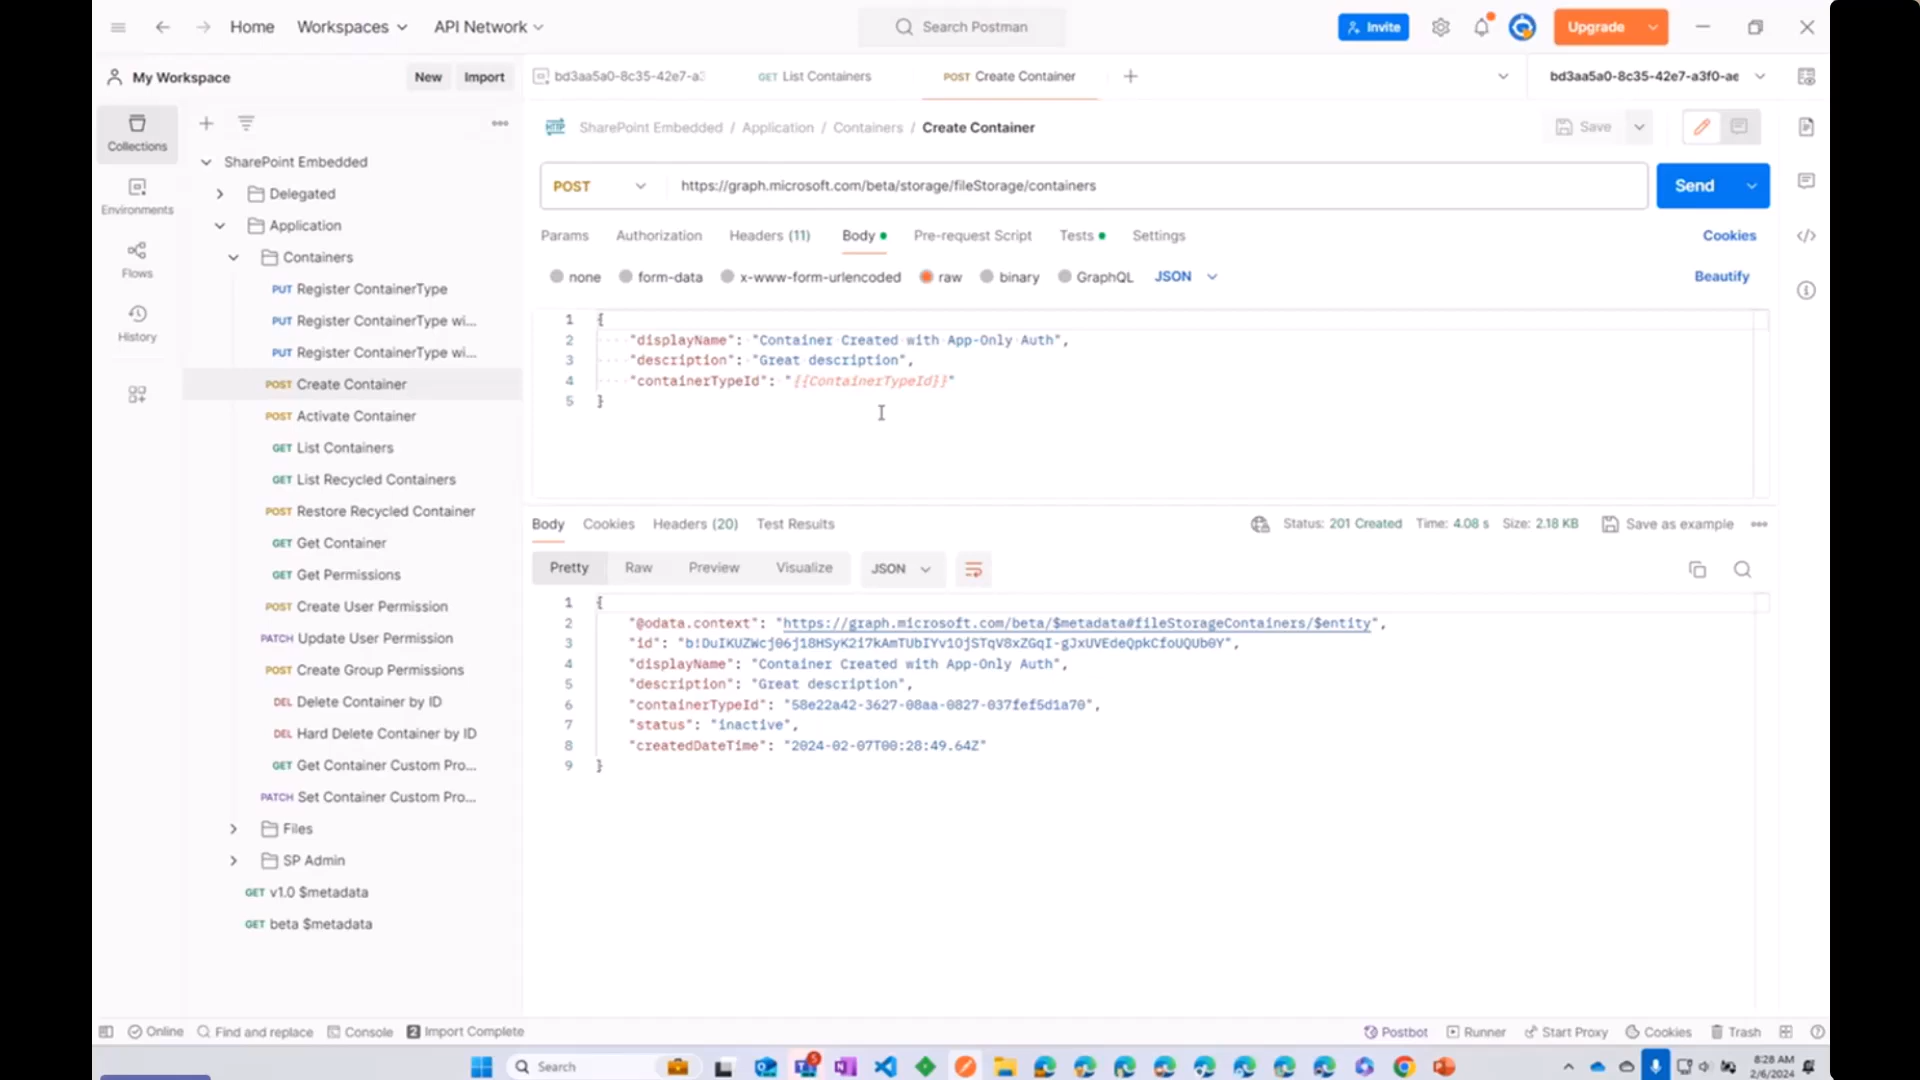 Home Workspaces API Network Search Postman Invite Upgrade
My Workspace New Import bd3aa5a0-8c35-42e7-a3 GET List Containers POST Create Container bd3aa5a0-8c35-42e7-a3f0-ae
Collections
Environments
Flows
History
SharePoint Embedded
Delegated
Application
Containers
PUT Register ContainerType
PUT Register ContainerType wi...
PUT Register ContainerType wi...
POST Create Container
POST Activate Container
GET List Containers
GET List Recycled Containers
POST Restore Recycled Container
GET Get Container
GET Get Permissions
POST Create User Permission
PATCH Update User Permission
POST Create Group Permissions
DEL Delete Container by ID
DEL Hard Delete Container by ID
GET Get Container Custom Pro...
PATCH Set Container Custom Pro...
Files
SP Admin
GET v1.0 $metadata
GET beta $metadata
HTTP SharePoint Embedded / Application / Containers / Create Container Save
POST https://graph.microsoft.com/beta/storage/fileStorage/containers Send
Params Authorization Headers (11) Body Pre-request Script Tests Settings Cookies
none form-data x-www-form-urlencoded raw binary GraphQL JSON Beautify
1 {
2 "displayName": "Container Created with App-Only Auth",
3 "description": "Great description",
4 "containerTypeId": "{{ContainerTypeId}}"
5 }
Body Cookies Headers (20) Test Results Status: 201 Created Time: 4.08 s Size: 2.18 KB Save as example
Pretty Raw Preview Visualize JSON
1 {
2 "@odata.context": "https://graph.microsoft.com/beta/$metadata#fileStorageContainers/$entity",
3 "id":
4 "displayName": "Container Created with App-Only Auth",
5 "description": "Great description",
6 "containerTypeId": "58e22a42-3627-08aa-0827-037fef5d1a70",
7 "status": "inactive",
8 "createdDateTime": "2024-02-07T00:28:49.64Z"
9 }
Online Find and replace Console 2 Import Complete Postbot Runner Start Proxy Cookies Trash
Search 5 8:28 AM
2/6/2024